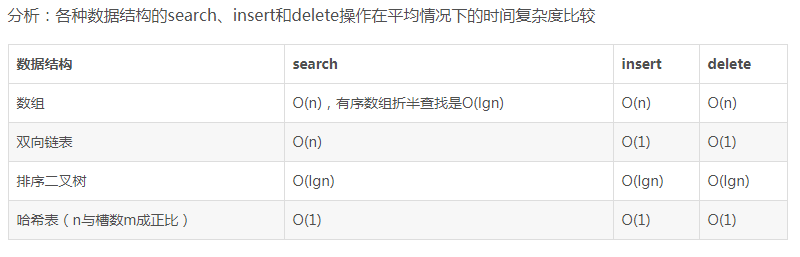 分析：各种数据结构的search、insert和delete操作在平均情况下的时间复杂度比较
数据结构 search insert delete
数组 O(n)，有序数组折半查找是O(lgn) O(n) O(n)
双向链表 O(n) O(1) O(1)
排序二叉树 O(lgn) O(lgn) O(lgn)
哈希表（n与槽数m成正比） O(1) O(1) O(1)